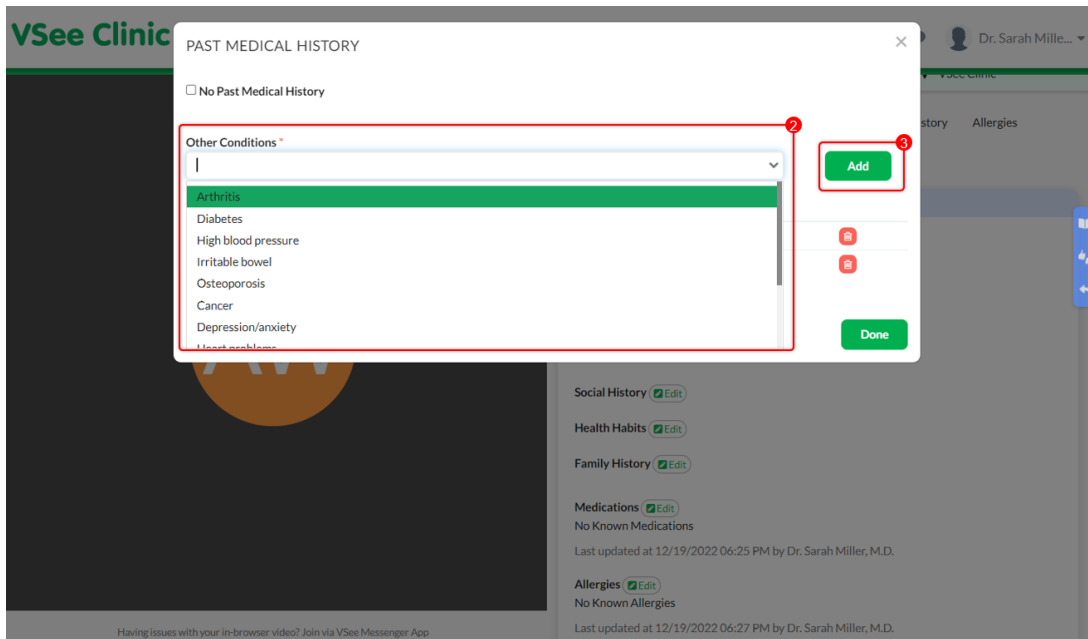 VSee Clinic
PAST MEDICAL HISTORY
×
Dr. Sarah Mille...
VSee Clinic
No Past Medical History
story Allergies
2
Other Conditions *
3
Add
Arthritis
Diabetes
High blood pressure
Irritable bowel
Osteoporosis
Cancer
Depression/anxiety
Heart problems
Done
AW
Social History Edit
Health Habits Edit
Family History Edit
Medications Edit
No Known Medications
Last updated at 12/19/2022 06:25 PM by Dr. Sarah Miller, M.D.
Allergies Edit
No Known Allergies
Last updated at 12/19/2022 06:27 PM by Dr. Sarah Miller, M.D.
Having issues with your in-browser video? Join via VSee Messenger App